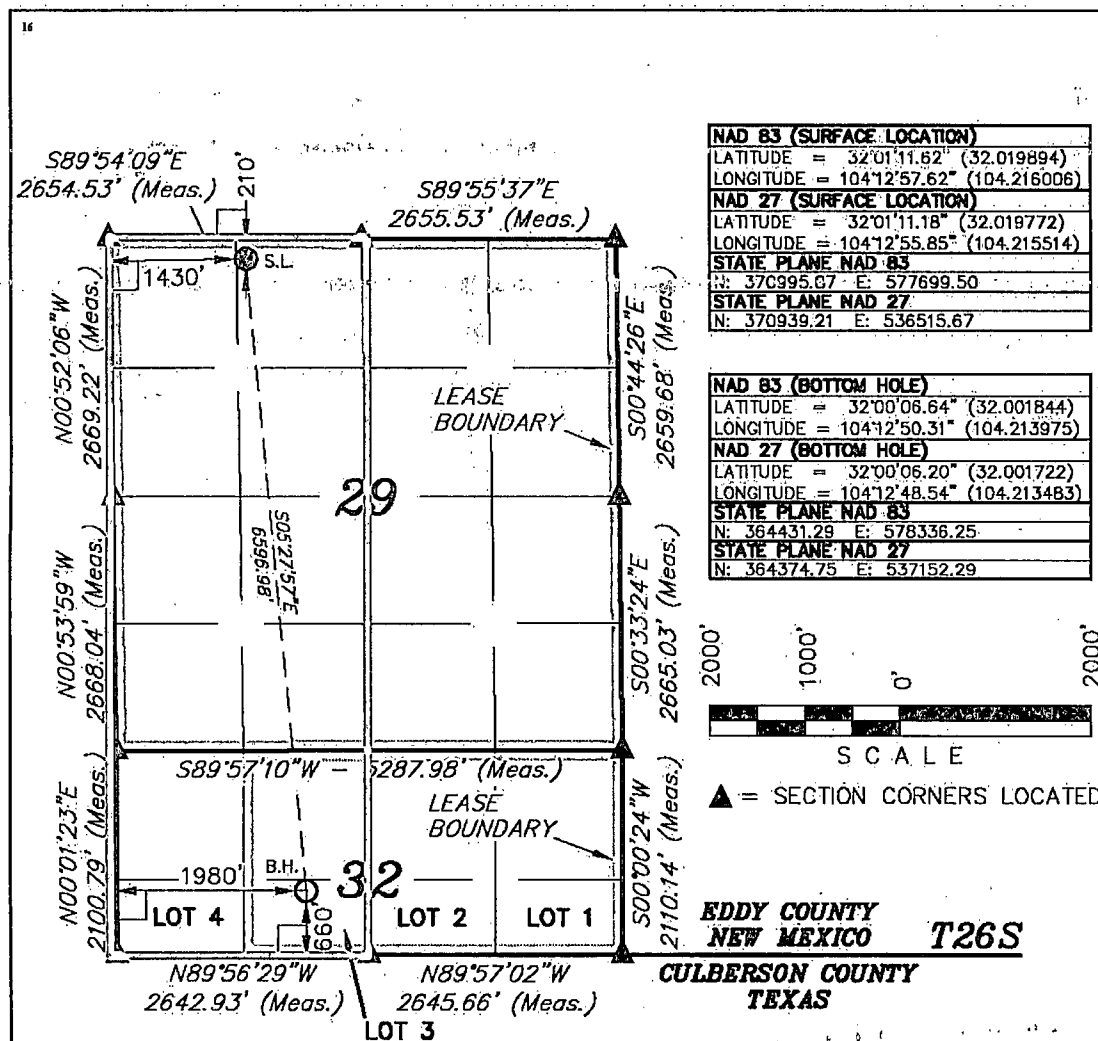 16
S89°54'09"E
2654.53' (Meas.)
210'
S89°55'37"E
2655.53' (Meas.)
S.L.
1430'
N00°52'06"W
2669.22' (Meas.)
S00°44'26"E
2659.68' (Meas.)
LEASE
BOUNDARY
29
S05°27'57"E
6596.98'
N00°53'59"W
2668.04' (Meas.)
S00°33'24"E
2665.03' (Meas.)
S89°57'10"W – 5287.98' (Meas.)
LEASE
BOUNDARY
N00°01'23"E
2100.79' (Meas.)
S00°00'24"W
2110.14' (Meas.)
B.H.
1980'
32
660'
LOT 4
LOT 2
LOT 1
N89°56'29"W
2642.93' (Meas.)
N89°57'02"W
2645.66' (Meas.)
LOT 3
NAD 83 (SURFACE LOCATION)
LATITUDE = 32°01'11.62" (32.019894)
LONGITUDE = 104°12'57.62" (104.216006)
NAD 27 (SURFACE LOCATION)
LATITUDE = 32°01'11.18" (32.019772)
LONGITUDE = 104°12'55.85" (104.215514)
STATE PLANE NAD 83
N: 370995.07 E: 577699.50
STATE PLANE NAD 27
N: 370939.21 E: 536515.67
NAD 83 (BOTTOM HOLE)
LATITUDE = 32°00'06.64" (32.001844)
LONGITUDE = 104°12'50.31" (104.213975)
NAD 27 (BOTTOM HOLE)
LATITUDE = 32°00'06.20" (32.001722)
LONGITUDE = 104°12'48.54" (104.213483)
STATE PLANE NAD 83
N: 364431.29 E: 578336.25
STATE PLANE NAD 27
N: 364374.75 E: 537152.29
2000' 1000' 0' 2000'
SCALE
▲ = SECTION CORNERS LOCATED
EDDY COUNTY
NEW MEXICO
T26S
CULBERSON COUNTY
TEXAS